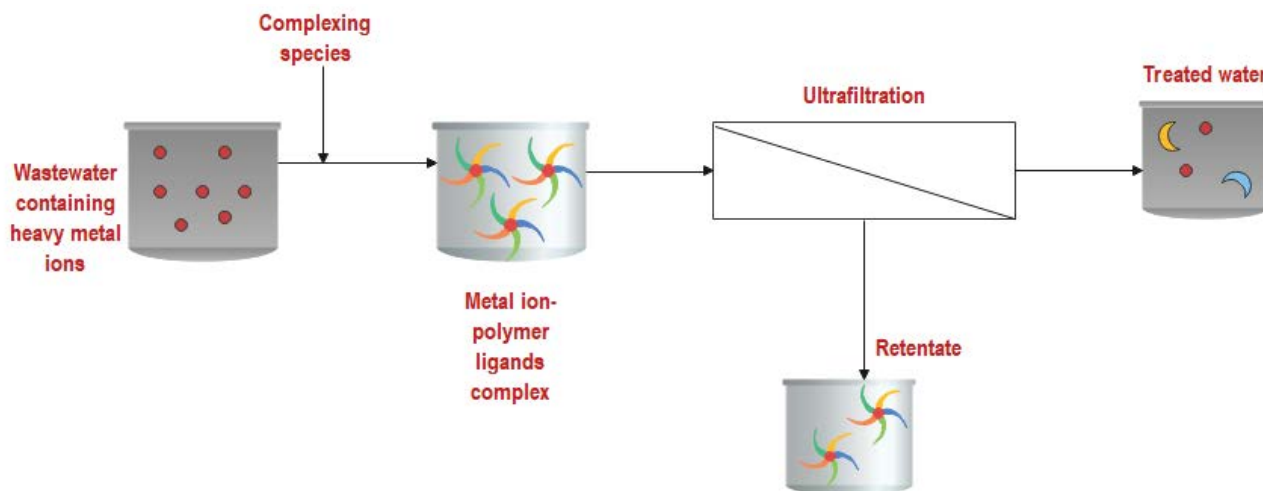 Complexing
species
Wastewater
containing
heavy metal
ions
Metal ion-
polymer
ligands
complex
Ultrafiltration
Retentate
Treated water